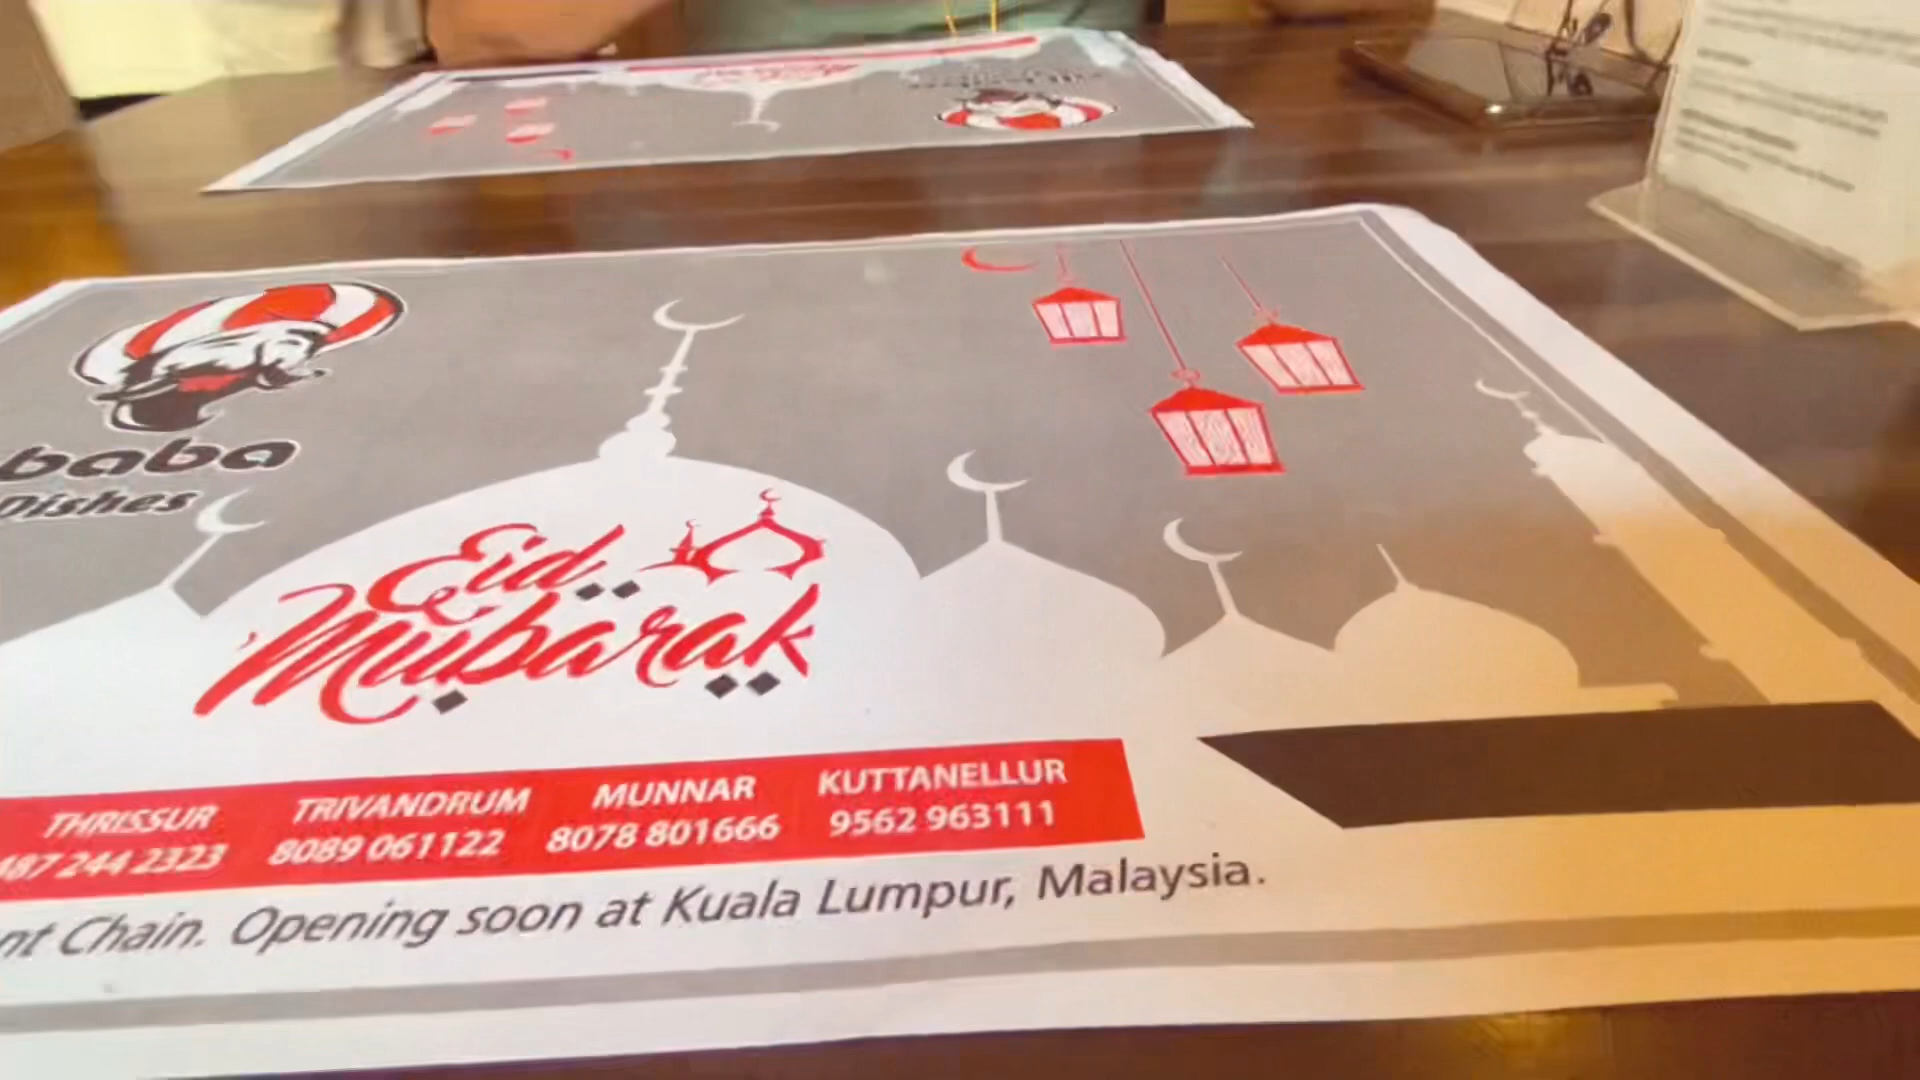 baba
Dishes
Eid
Mubarak
THRISSUR TRIVANDRUM MUNNAR KUTTANELLUR
487 244 2323 8089 061122 8078 801666 9562 963111
nt Chain. Opening soon at Kuala Lumpur, Malaysia.